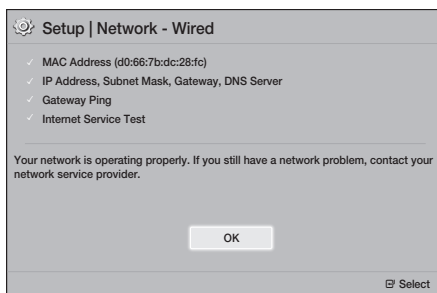 Setup | Network - Wired
MAC Address (d0:66:7b:dc:28:fc)
IP Address, Subnet Mask, Gateway, DNS Server
Gateway Ping
Internet Service Test
Your network is operating properly. If you still have a network problem, contact your
network service provider.
OK
Select